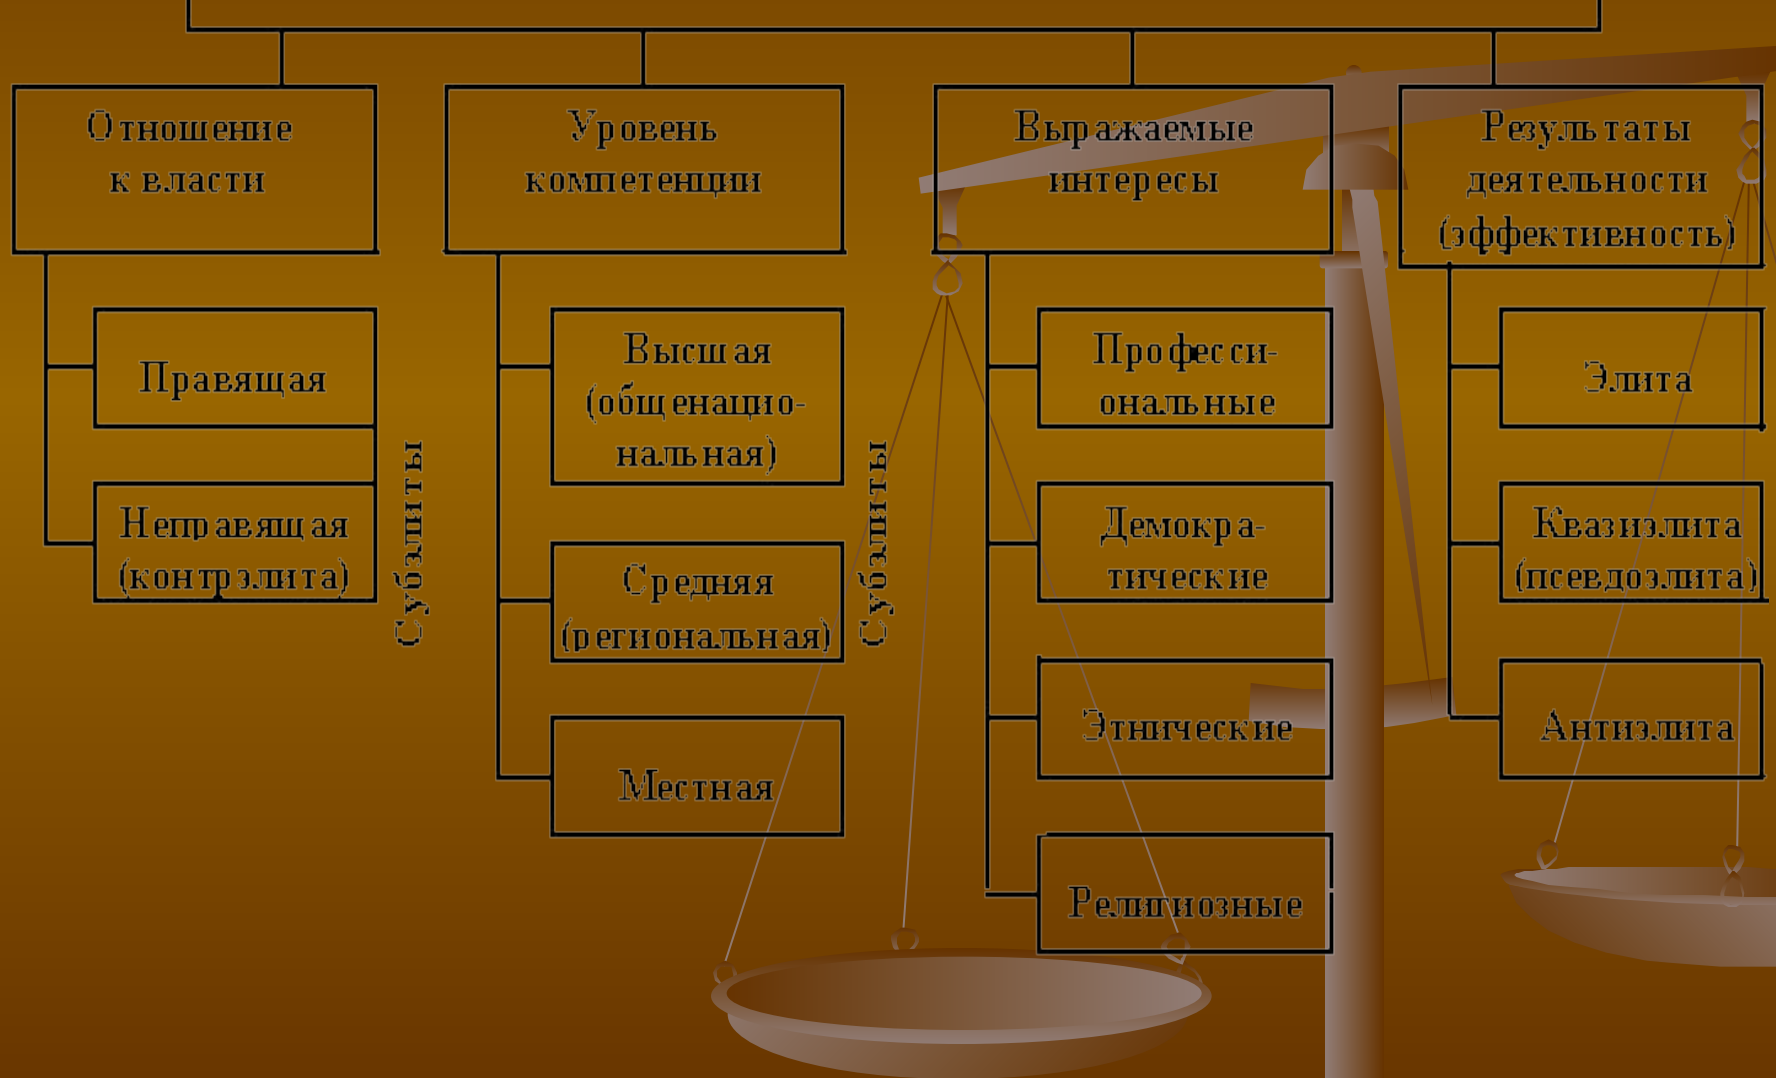 Отношение
к власти
Правящая
Неправящая
(контрэлита)
Субэлиты
Уровень
компетенции
Высшая
(общенацио-
нальная)
Средняя
(региональная)
Местная
Субэлиты
Выражаемые
интересы
Професси-
ональные
Демокра-
тические
Этнические
Религиозные
Результаты
деятельности
(эффективность)
Элита
Квазиэлита
(псевдоэлита)
Антиэлита